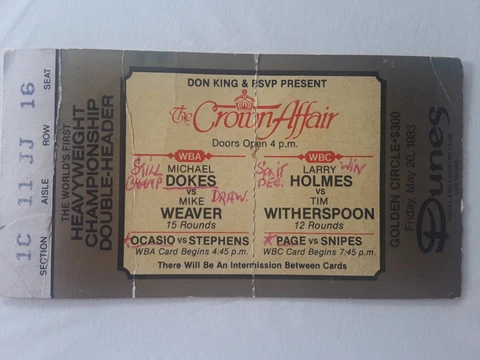 16 SEAT
JJ ROW
11 AISLE
1C SECTION
THE WORLD'S FIRST
HEAVYWEIGHT
CHAMPIONSHIP
DOUBLE-HEADER
DON KING & RSVP PRESENT
The Crown Affair
Doors Open 4 p.m.
WBA
MICHAEL
STILL CHAMP DOKES
vs DRAW
MIKE
WEAVER
15 Rounds
X OCASIO vs STEPHENS
WBA Card Begins 4:45 p.m.
WBC
LARRY WIN
SPLIT DEC. HOLMES
vs
TIM
WITHERSPOON
12 Rounds
X PAGE vs SNIPES
WBC Card Begins 7:45 p.m.
There Will Be An Intermission Between Cards
GOLDEN CIRCLE•$300
Friday, May 20, 1983
Dunes